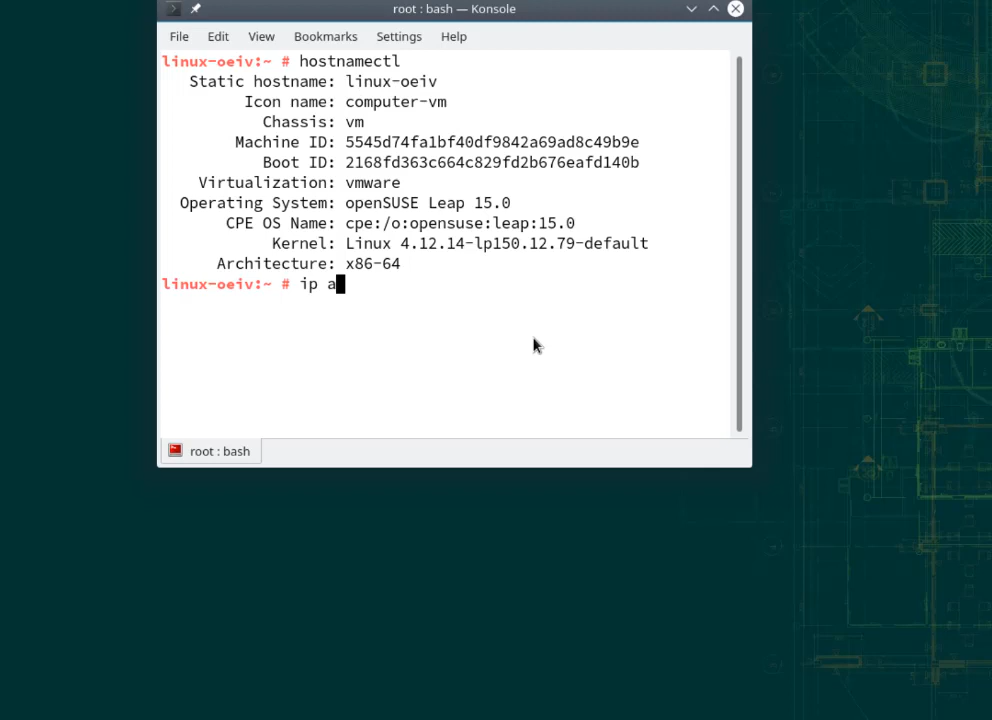 root : bash — Konsole
File Edit View Bookmarks Settings Help
linux-oeiv:~ # hostnamectl
Static hostname: linux-oeiv
Icon name: computer-vm
Chassis: vm
Machine ID: 5545d74fa1bf40df9842a69ad8c49b9e
Boot ID: 2168fd363c664c829fd2b676eafd140b
Virtualization: vmware
Operating System: openSUSE Leap 15.0
CPE OS Name: cpe:/o:opensuse:leap:15.0
Kernel: Linux 4.12.14-lp150.12.79-default
Architecture: x86-64
linux-oeiv:~ # ip a
root : bash